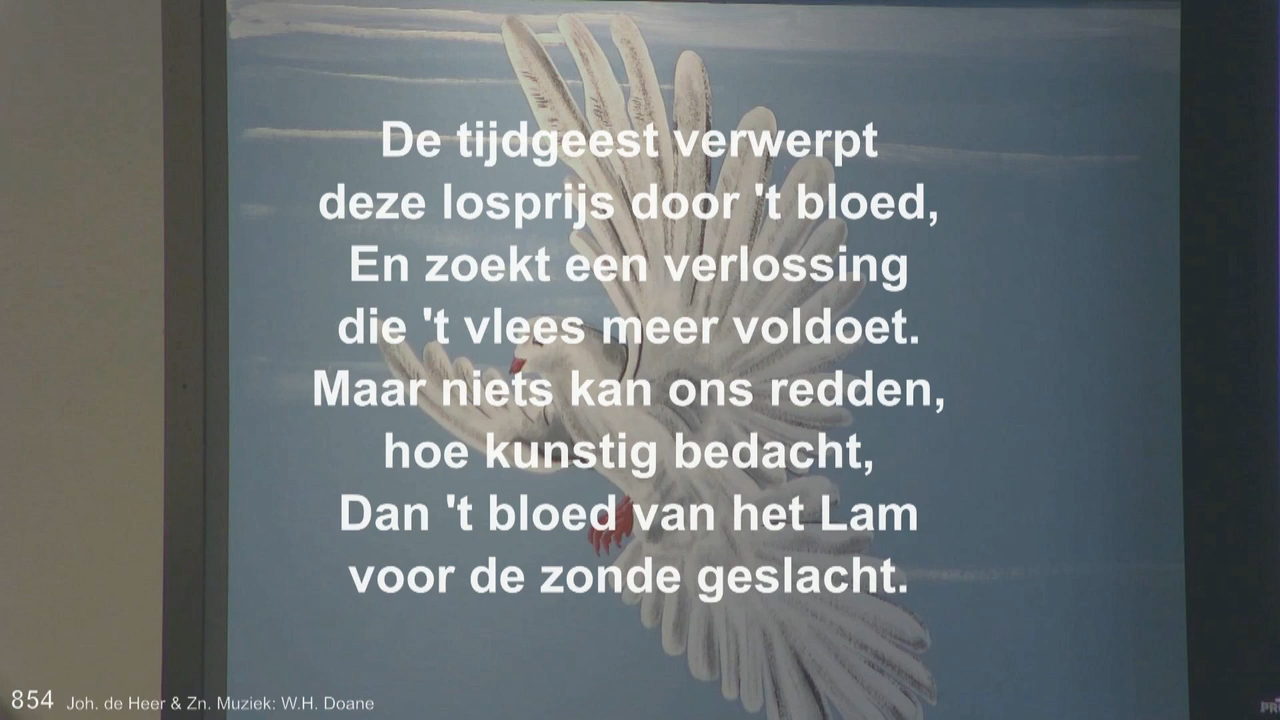 De tijdgeest verwerpt
deze losprijs door 't bloed,
En zoekt een verlossing
die 't vlees meer voldoet.
Maar niets kan ons redden,
hoe kunstig bedacht,
Dan 't bloed van het Lam
voor de zonde geslacht.
854 Joh. de Heer & Zn. Muziek: W.H. Doane